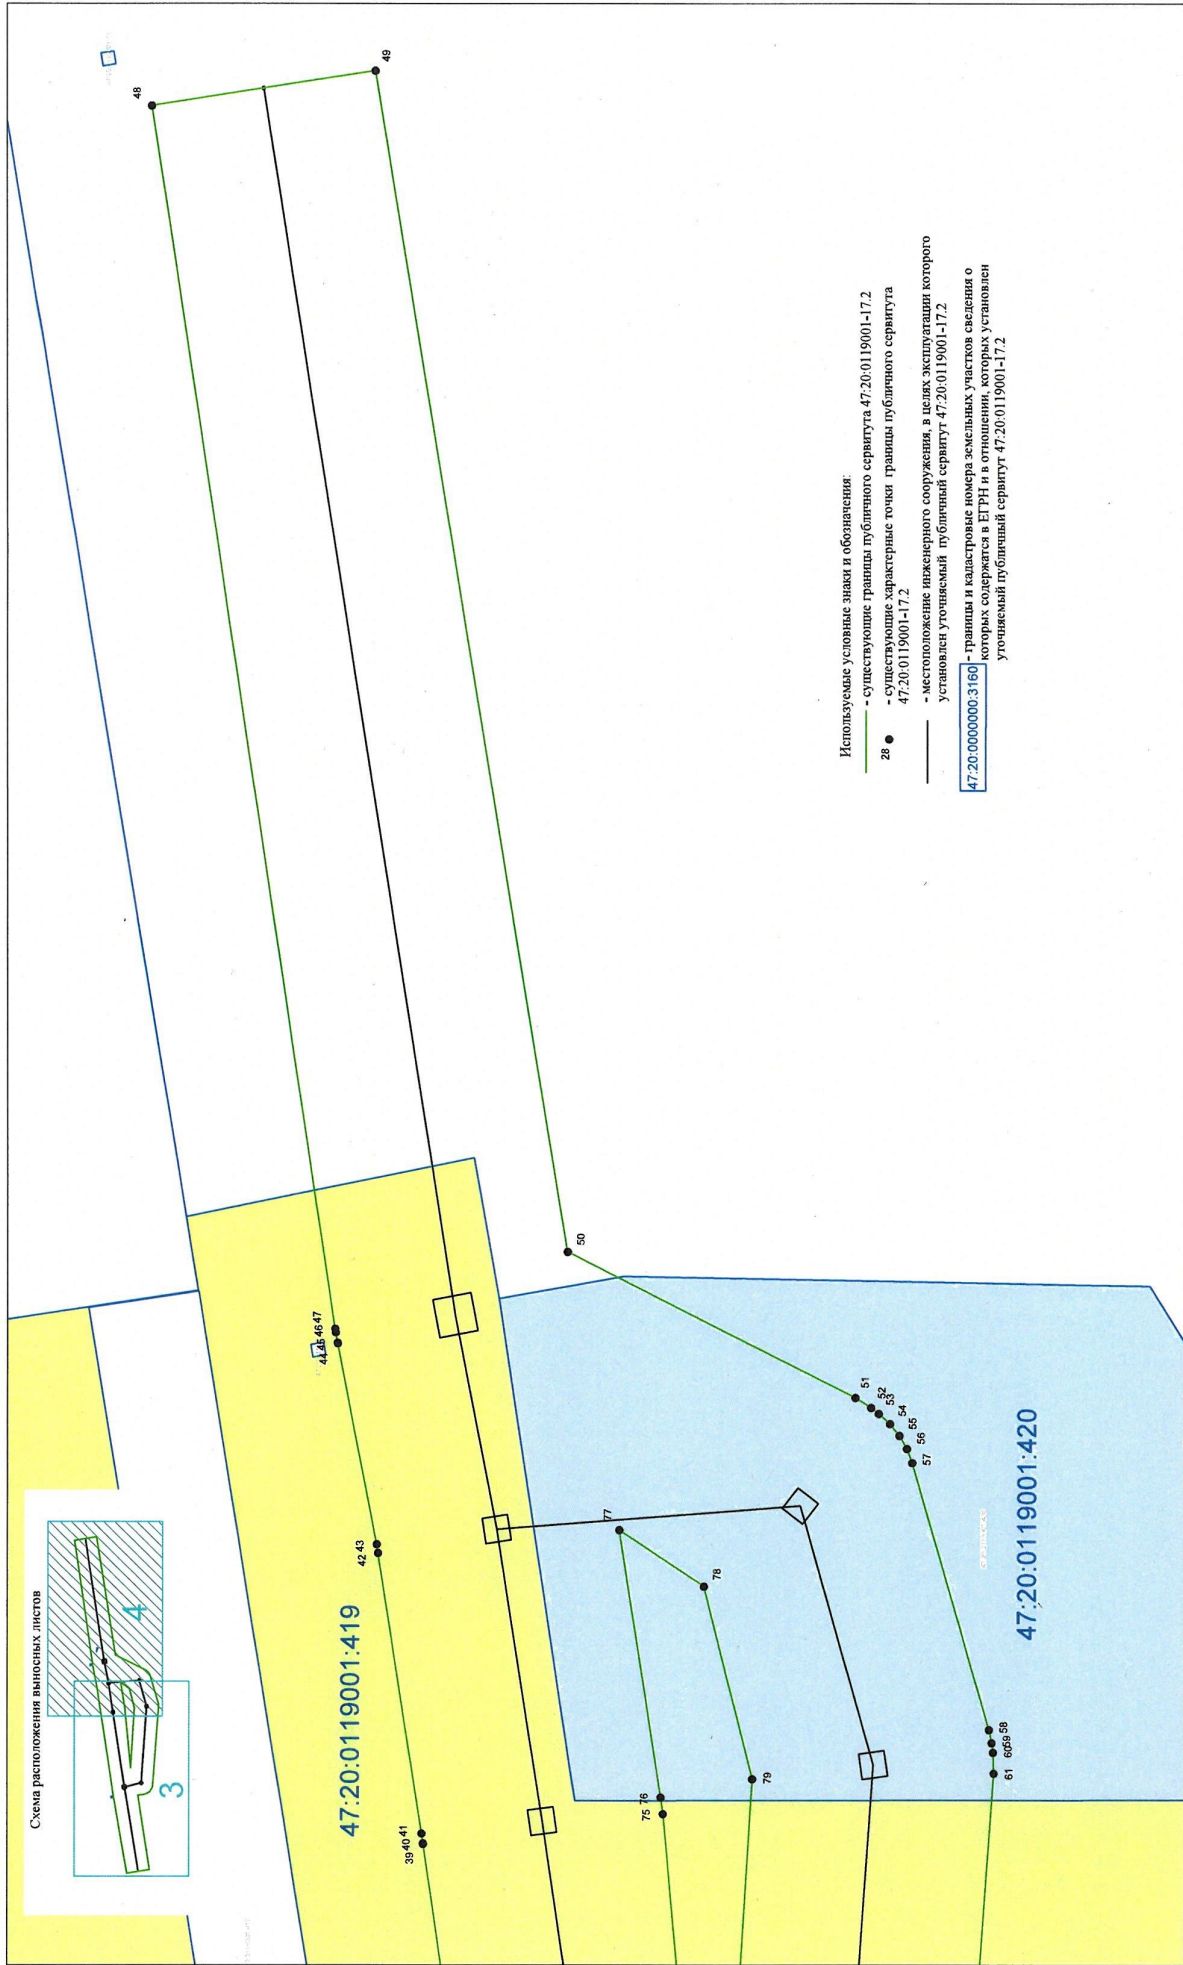 Схема расположения выносных листов
4
3
48
49
47:20:0119001:419
39 40 41
42 43
44 45 46 47
50
51
52
53
54
55
56
57
58
59
60
61
75 76
77
78
79
47:20:0119001:420
Используемые условные знаки и обозначения:
- существующие границы публичного сервитута 47:20:0119001-17.2
28 - существующие характерные точки границы публичного сервитута
47:20:0119001-17.2
- местоположение инженерного сооружения, в целях эксплуатации которого
установлен уточняемый публичный сервитут 47:20:0119001-17.2
47:20:0000000:3160 - границы и кадастровые номера земельных участков сведения о
которых содержатся в ЕГРН и в отношении, которых установлен
уточняемый публичный сервитут 47:20:0119001-17.2